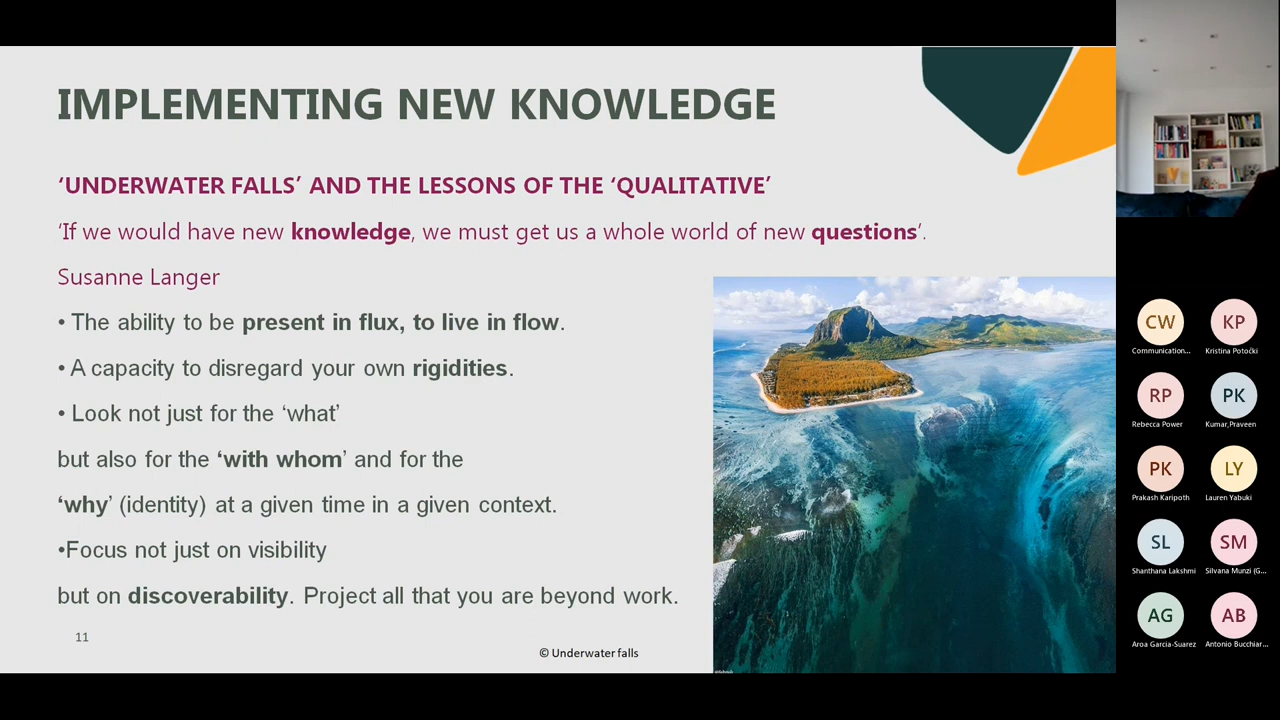 IMPLEMENTING NEW KNOWLEDGE
‘UNDERWATER FALLS’ AND THE LESSONS OF THE ‘QUALITATIVE’
‘If we would have new knowledge, we must get us a whole world of new questions’.
Susanne Langer
• The ability to be present in flux, to live in flow.
• A capacity to disregard your own rigidities.
• Look not just for the ‘what’
but also for the ‘with whom’ and for the
‘why’ (identity) at a given time in a given context.
•Focus not just on visibility
but on discoverability. Project all that you are beyond work.
11
© Underwater falls
CW
Communication...
KP
Kristina Potočki
RP
Rebecca Power
PK
Kumar,Praveen
PK
Prakash Karipoth
LY
Lauren Yabuki
SL
Shanthana Lakshmi
SM
Silvana Munzi (G...
AG
Aroa Garcia-Suarez
AB
Antonio Bucchiar...